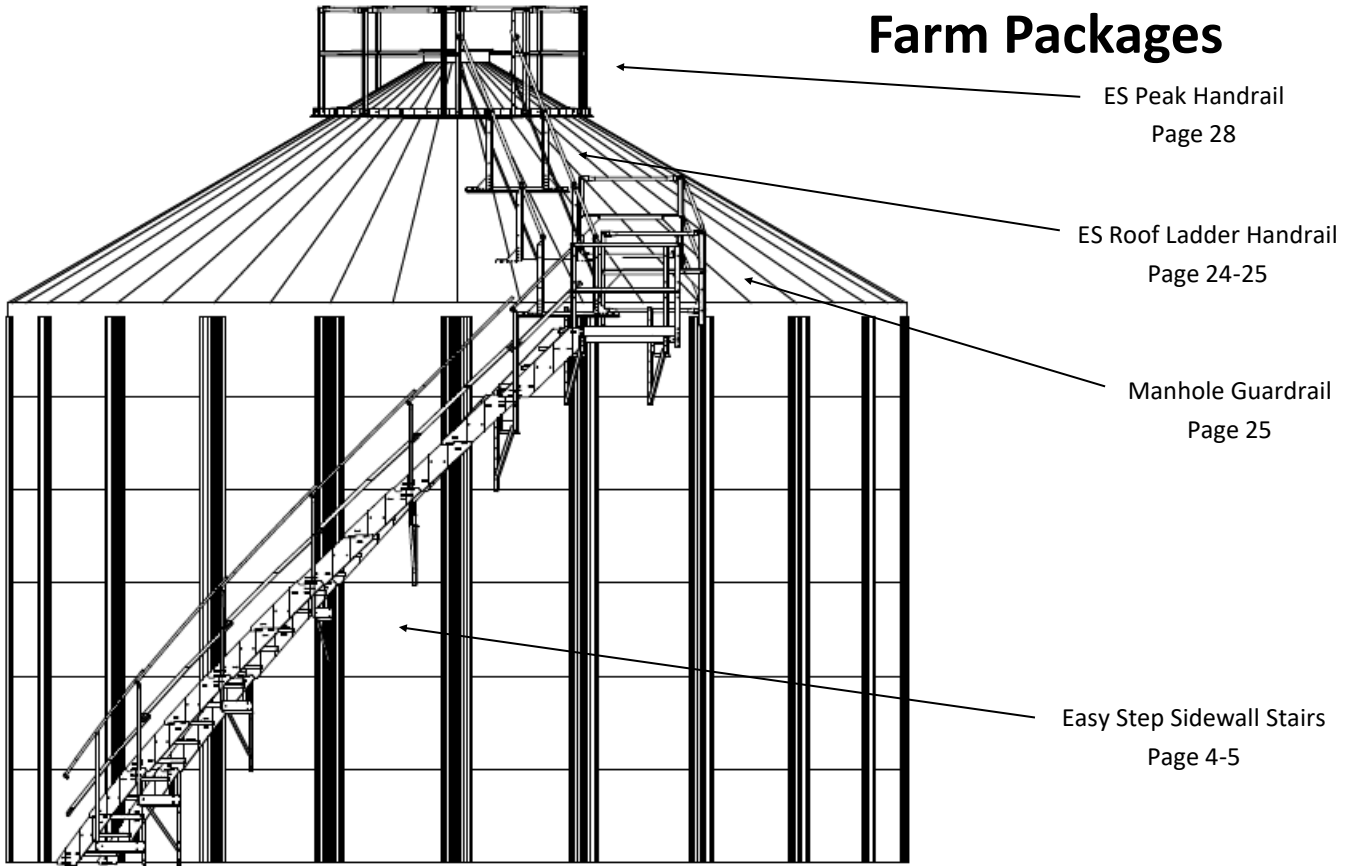 Farm Packages
ES Peak Handrail
Page 28
ES Roof Ladder Handrail
Page 24-25
Manhole Guardrail
Page 25
Easy Step Sidewall Stairs
Page 4-5